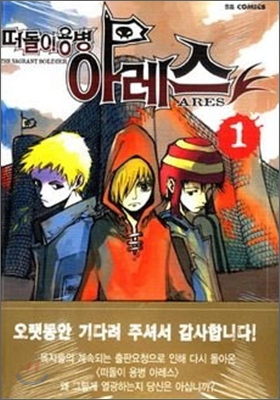 SB COMICS
떠돌이 용병
THE VAGRANT SOLDIER
아레스
ARES
1
오랫동안 기다려 주셔서 감사합니다!
독자들의 계속되는 출판요청으로 인해 다시 돌아온
<떠돌이 용병 아레스>
왜 그렇게 열광하는지 당신은 아십니까?